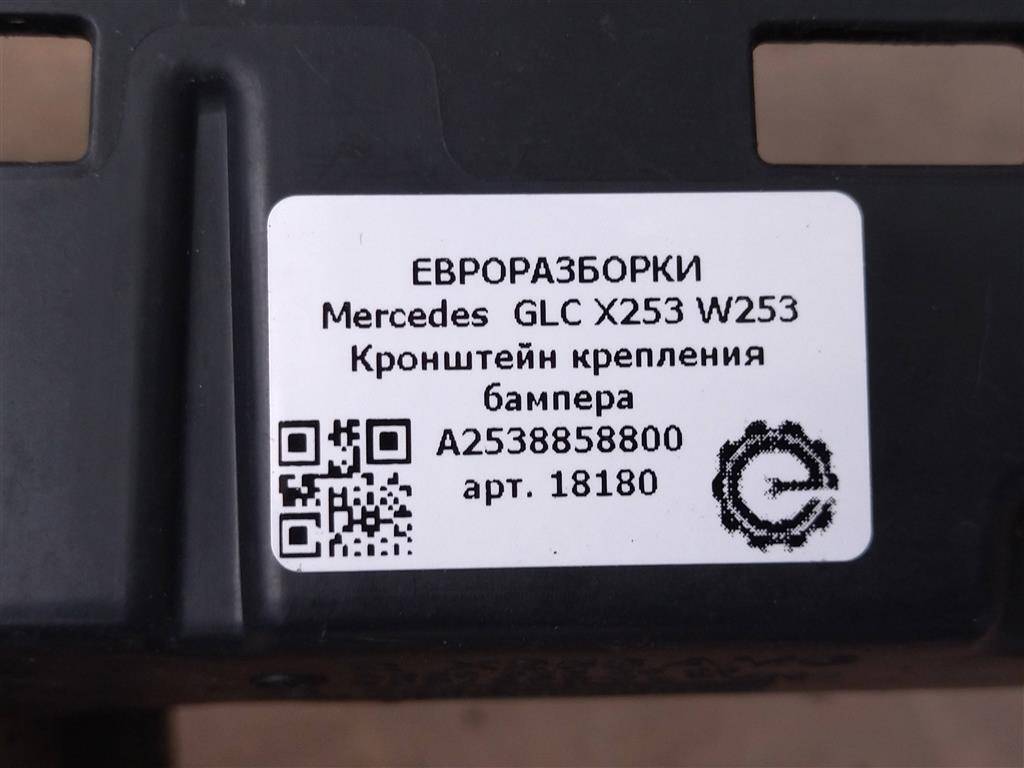 ЕВРОРАЗБОРКИ
Mercedes GLC X253 W253
Кронштейн крепления
бампера
A2538858800
арт. 18180